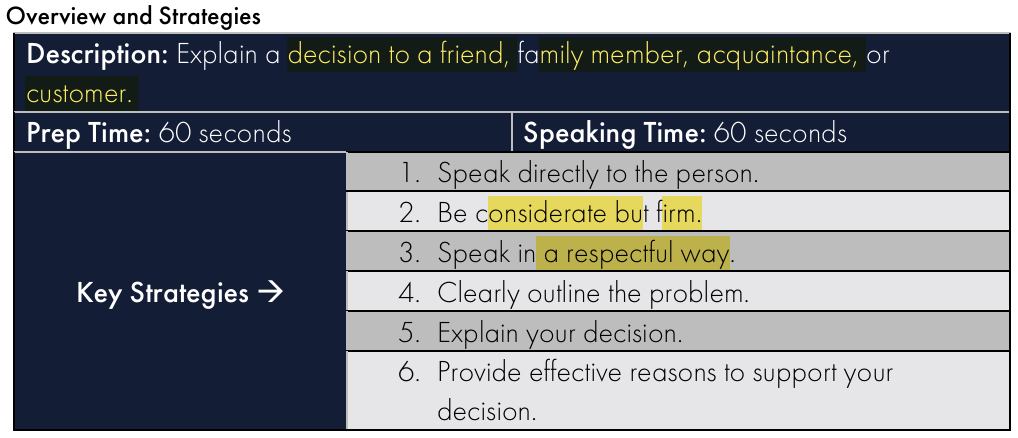 Overview and Strategies
Description: Explain a decision to a friend, family member, acquaintance, or
customer.
Prep Time: 60 seconds
Speaking Time: 60 seconds
Key Strategies →
1. Speak directly to the person.
2. Be considerate but firm.
3. Speak in a respectful way.
4. Clearly outline the problem.
5. Explain your decision.
6. Provide effective reasons to support your
decision.